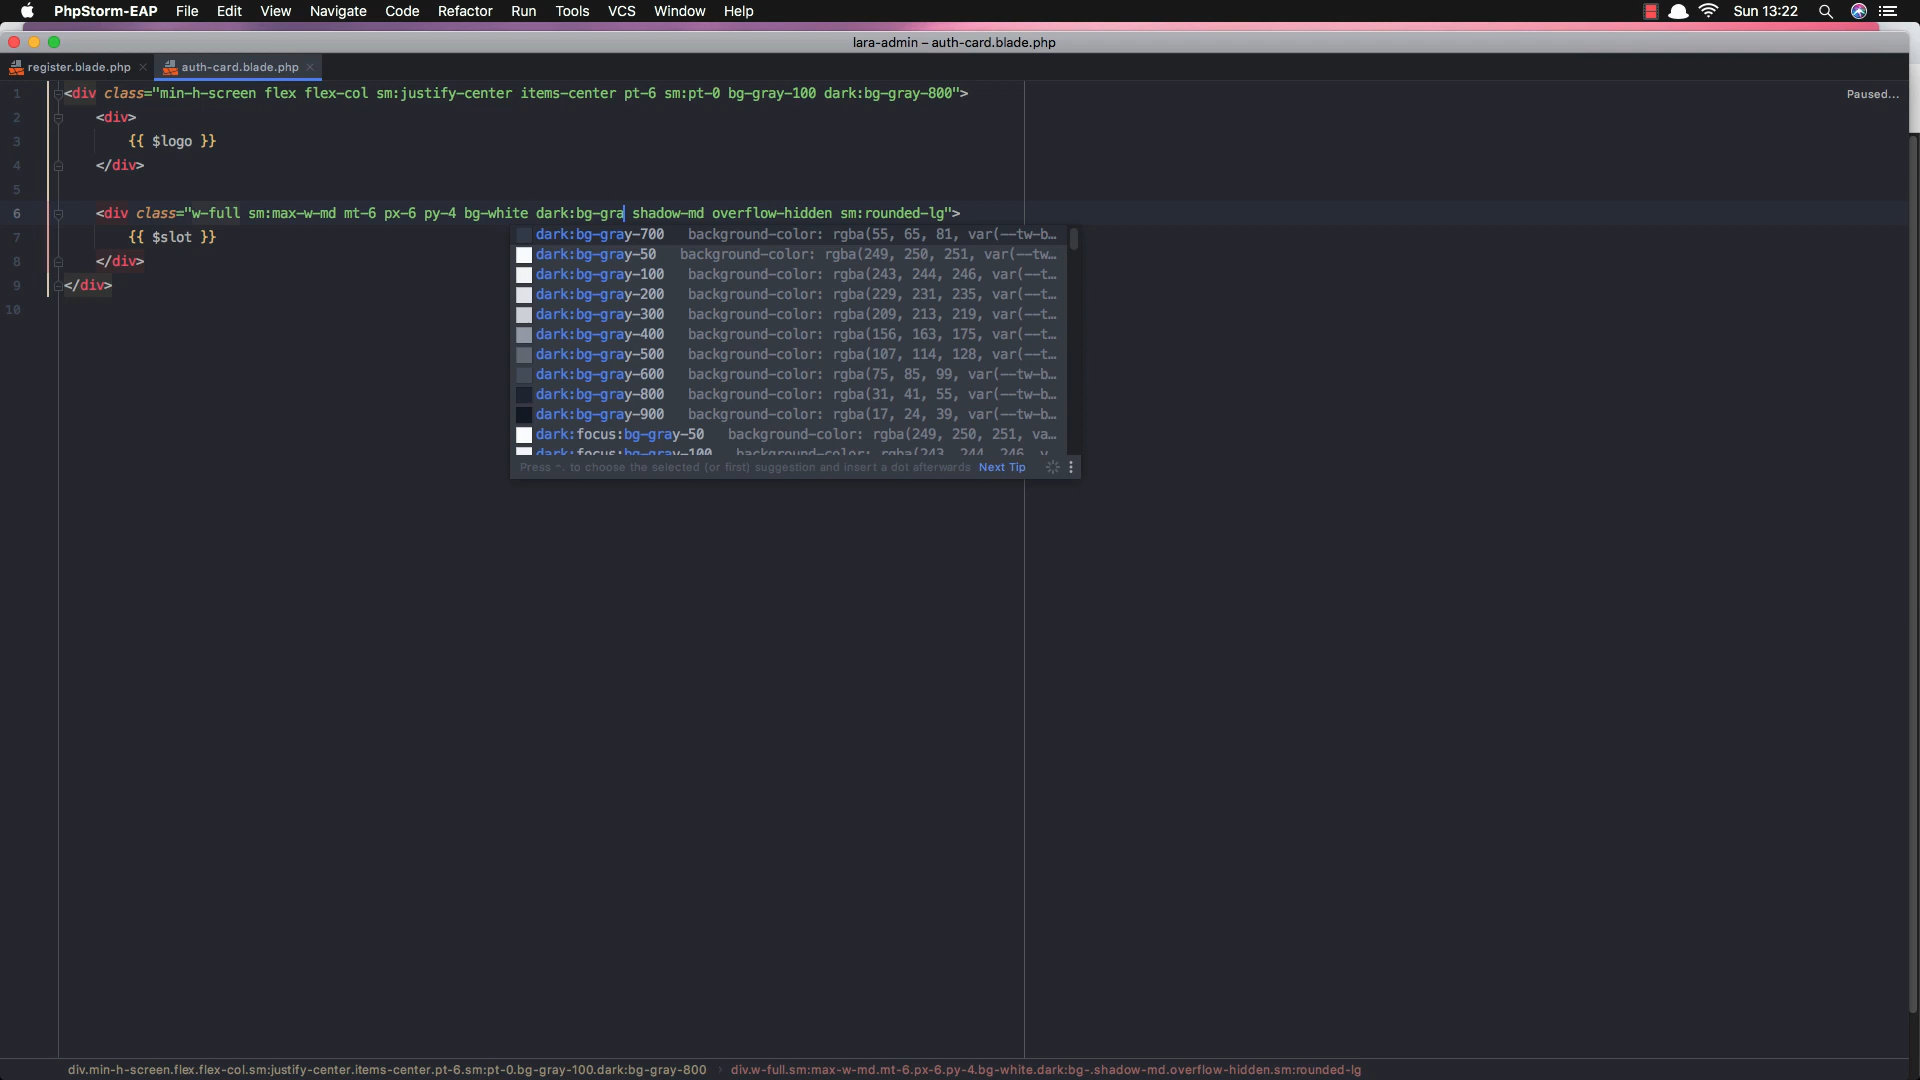 PhpStorm-EAP File Edit View Navigate Code Refactor Run Tools VCS Window Help Sun 13:22
lara-admin – auth-card.blade.php
register.blade.php auth-card.blade.php
1 <div class="min-h-screen flex flex-col sm:justify-center items-center pt-6 sm:pt-0 bg-gray-100 dark:bg-gray-800"> Paused...
2 <div>
3 {{ $logo }}
4 </div>
5
6 <div class="w-full sm:max-w-md mt-6 px-6 py-4 bg-white dark:bg-gra shadow-md overflow-hidden sm:rounded-lg">
7 {{ $slot }}
8 </div>
9 </div>
10
dark:bg-gray-700 background-color: rgba(55, 65, 81, var(--tw-b…
dark:bg-gray-50 background-color: rgba(249, 250, 251, var(--tw…
dark:bg-gray-100 background-color: rgba(243, 244, 246, var(--t…
dark:bg-gray-200 background-color: rgba(229, 231, 235, var(--t…
dark:bg-gray-300 background-color: rgba(209, 213, 219, var(--t…
dark:bg-gray-400 background-color: rgba(156, 163, 175, var(--t…
dark:bg-gray-500 background-color: rgba(107, 114, 128, var(--t…
dark:bg-gray-600 background-color: rgba(75, 85, 99, var(--tw-b…
dark:bg-gray-800 background-color: rgba(31, 41, 55, var(--tw-b…
dark:bg-gray-900 background-color: rgba(17, 24, 39, var(--tw-b…
dark:focus:bg-gray-50 background-color: rgba(249, 250, 251, va…
dark:focus:bg-gray-100 background-color: rgba(243, 244, 246, v…
Press ^. to choose the selected (or first) suggestion and insert a dot afterwards Next Tip
div.min-h-screen.flex.flex-col.sm:justify-center.items-center.pt-6.sm:pt-0.bg-gray-100.dark:bg-gray-800 › div.w-full.sm:max-w-md.mt-6.px-6.py-4.bg-white.dark:bg-.shadow-md.overflow-hidden.sm:rounded-lg